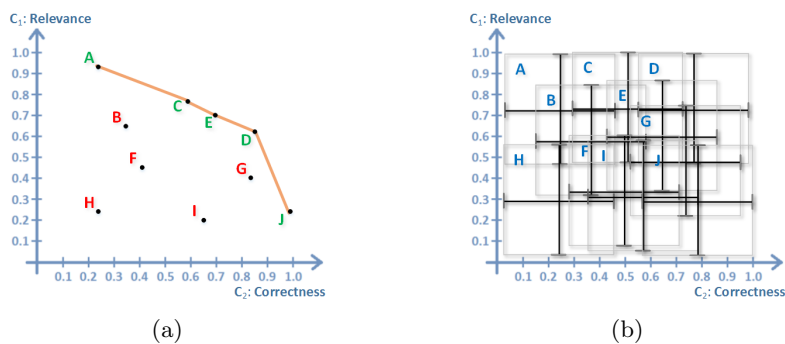 C₁: Relevance
1.0
0.9
0.8
0.7
0.6
0.5
0.4
0.3
0.2
0.1
A
C
E
B
D
F
G
H
I
J
0.1 0.2 0.3 0.4 0.5 0.6 0.7 0.8 0.9 1.0
C₂: Correctness
(a)
C₁: Relevance
1.0
0.9
0.8
0.7
0.6
0.5
0.4
0.3
0.2
0.1
A C D
B E
G
H F I J
0.1 0.2 0.3 0.4 0.5 0.6 0.7 0.8 0.9 1.0
C₂: Correctness
(b)